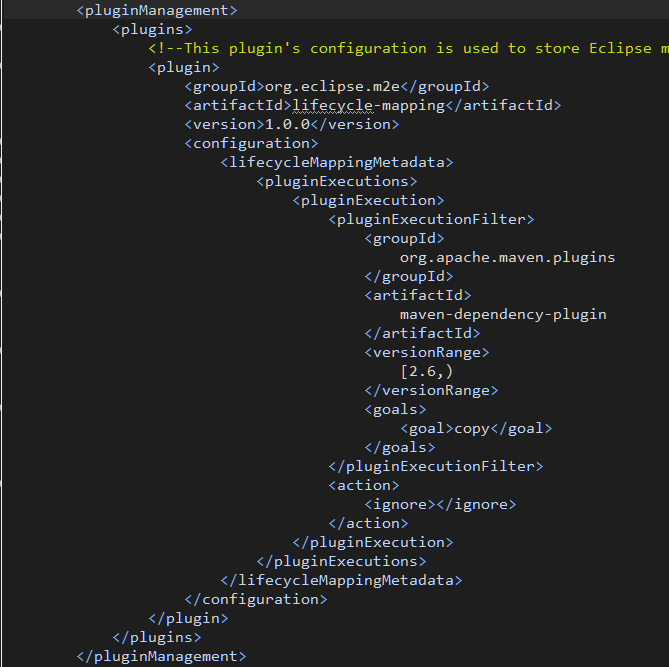 <pluginManagement>
<plugins>
<!--This plugin's configuration is used to store Eclipse m
<plugin>
<groupId>org.eclipse.m2e</groupId>
<artifactId>lifecycle-mapping</artifactId>
<version>1.0.0</version>
<configuration>
<lifecycleMappingMetadata>
<pluginExecutions>
<pluginExecution>
<pluginExecutionFilter>
<groupId>
org.apache.maven.plugins
</groupId>
<artifactId>
maven-dependency-plugin
</artifactId>
<versionRange>
[2.6,)
</versionRange>
<goals>
<goal>copy</goal>
</goals>
</pluginExecutionFilter>
<action>
<ignore></ignore>
</action>
</pluginExecution>
</pluginExecutions>
</lifecycleMappingMetadata>
</configuration>
</plugin>
</plugins>
</pluginManagement>